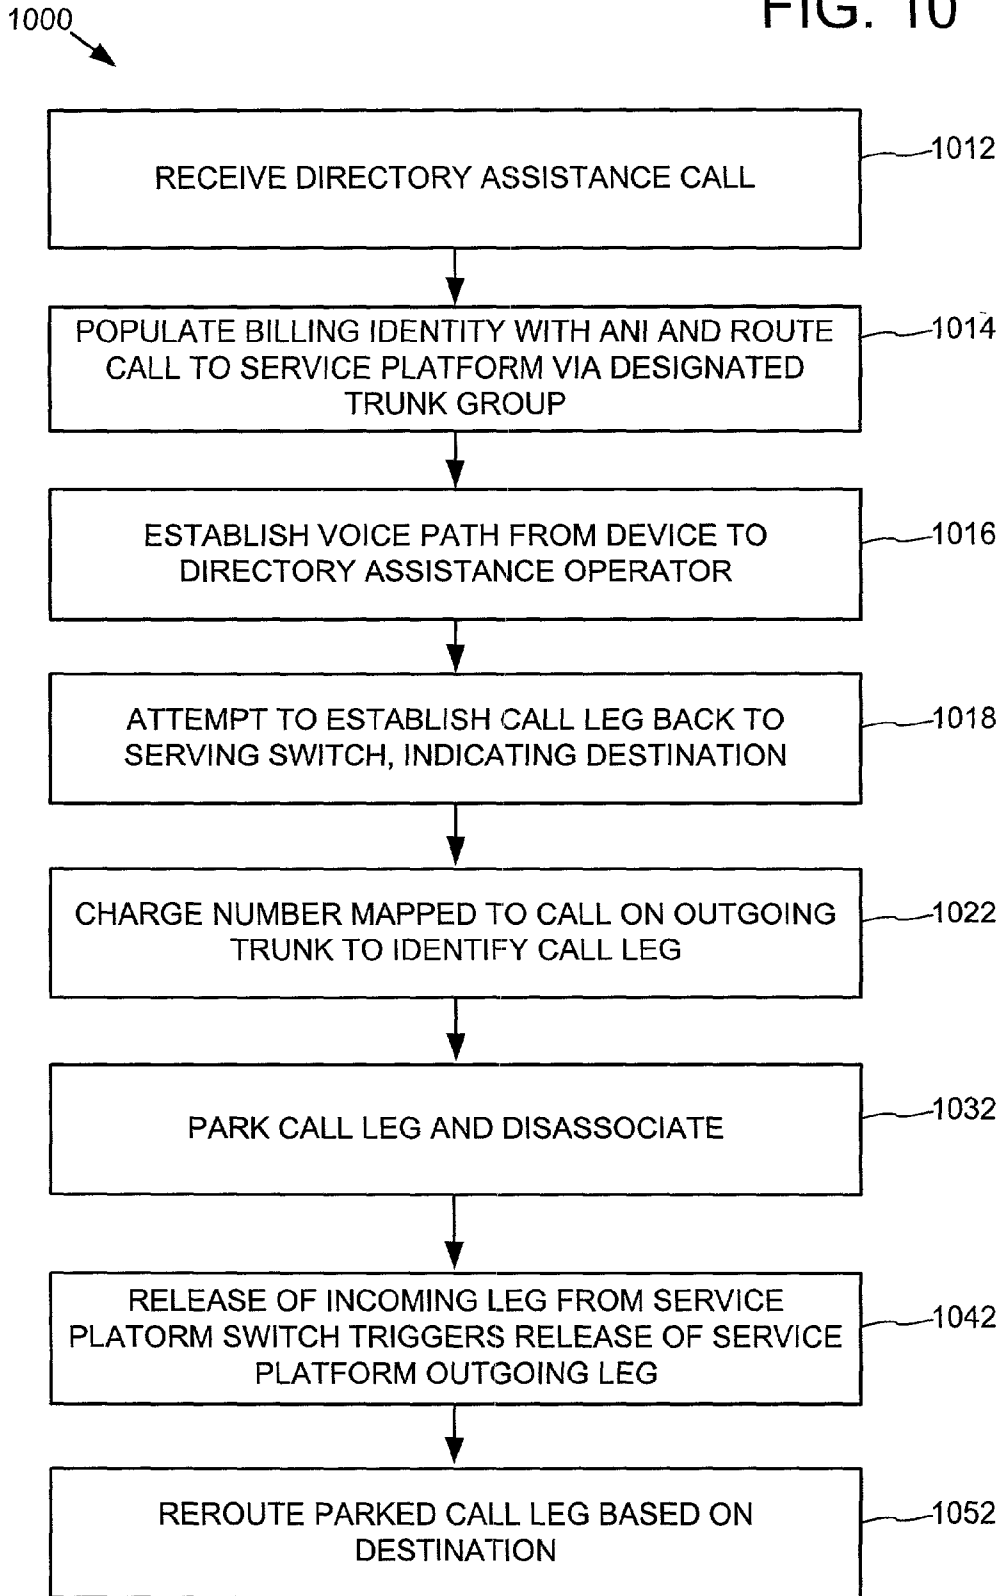 1000
FIG. 10
RECEIVE DIRECTORY ASSISTANCE CALL
1012
POPULATE BILLING IDENTITY WITH ANI AND ROUTE
CALL TO SERVICE PLATFORM VIA DESIGNATED
TRUNK GROUP
1014
ESTABLISH VOICE PATH FROM DEVICE TO
DIRECTORY ASSISTANCE OPERATOR
1016
ATTEMPT TO ESTABLISH CALL LEG BACK TO
SERVING SWITCH, INDICATING DESTINATION
1018
CHARGE NUMBER MAPPED TO CALL ON OUTGOING
TRUNK TO IDENTIFY CALL LEG
1022
PARK CALL LEG AND DISASSOCIATE
1032
RELEASE OF INCOMING LEG FROM SERVICE
PLATORM SWITCH TRIGGERS RELEASE OF SERVICE
PLATFORM OUTGOING LEG
1042
REROUTE PARKED CALL LEG BASED ON
DESTINATION
1052